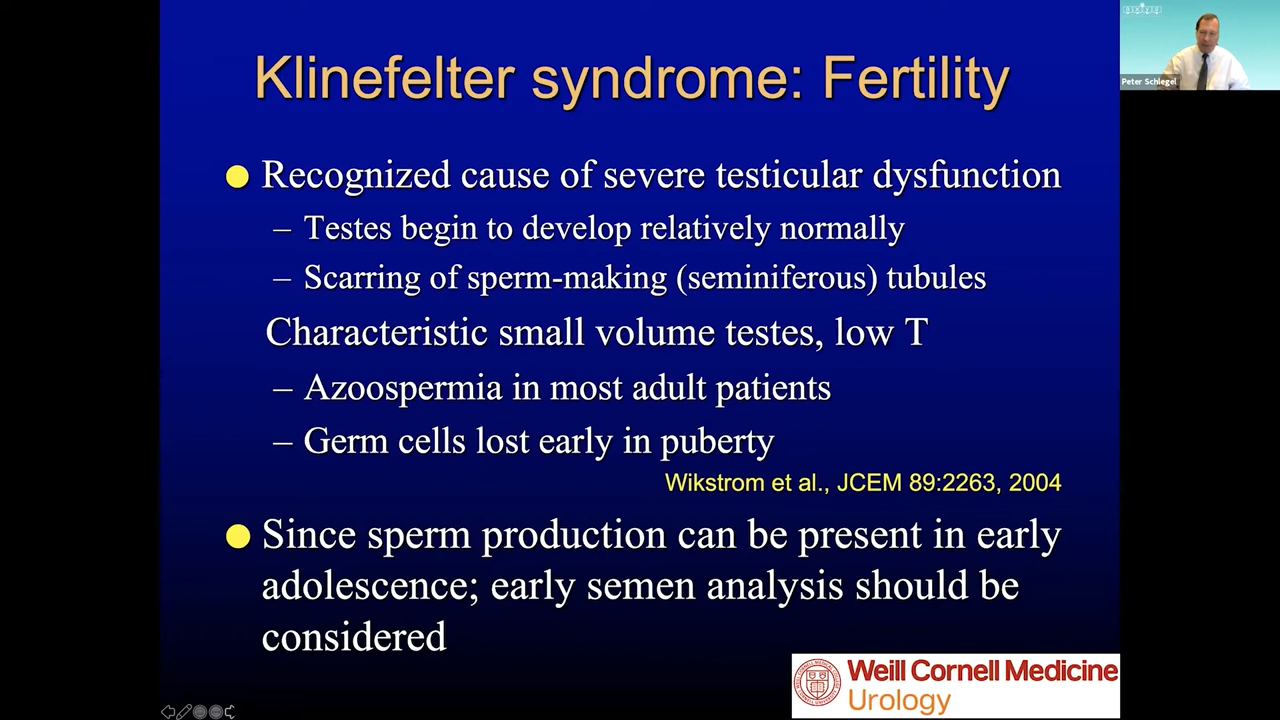 Klinefelter syndrome: Fertility
Peter Schlegel
Recognized cause of severe testicular dysfunction
– Testes begin to develop relatively normally
– Scarring of sperm-making (seminiferous) tubules
Characteristic small volume testes, low T
– Azoospermia in most adult patients
– Germ cells lost early in puberty
Wikstrom et al., JCEM 89:2263, 2004
Since sperm production can be present in early
adolescence; early semen analysis should be
considered
Weill Cornell Medicine
Urology